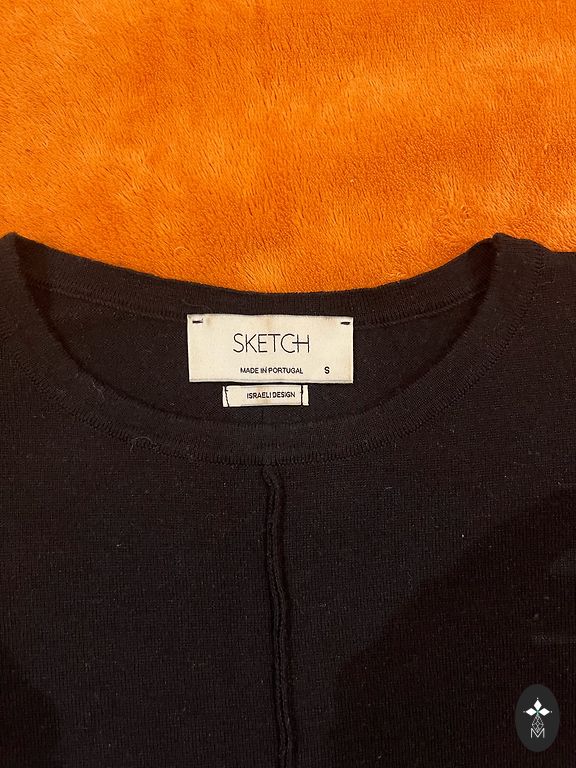 SKETCH
MADE IN PORTUGAL S
ISRAELI DESIGN
M